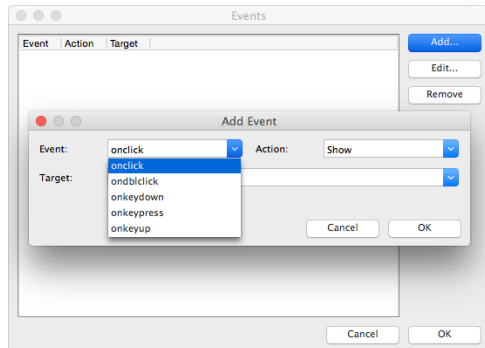 Events
Event Action Target
Add...
Edit...
Remove
Add Event
Event: onclick Action: Show
onclick
Target:
ondblclick
onkeydown
onkeypress
onkeyup
Cancel OK
Cancel OK